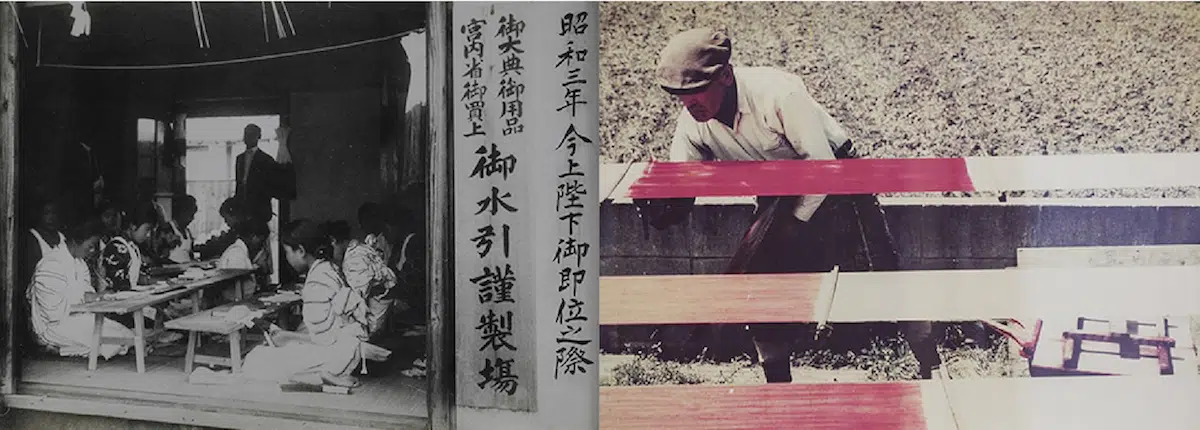 昭和三年今上陛下御即位之際
御大典御用品
宮内省御買上
御水引謹製場